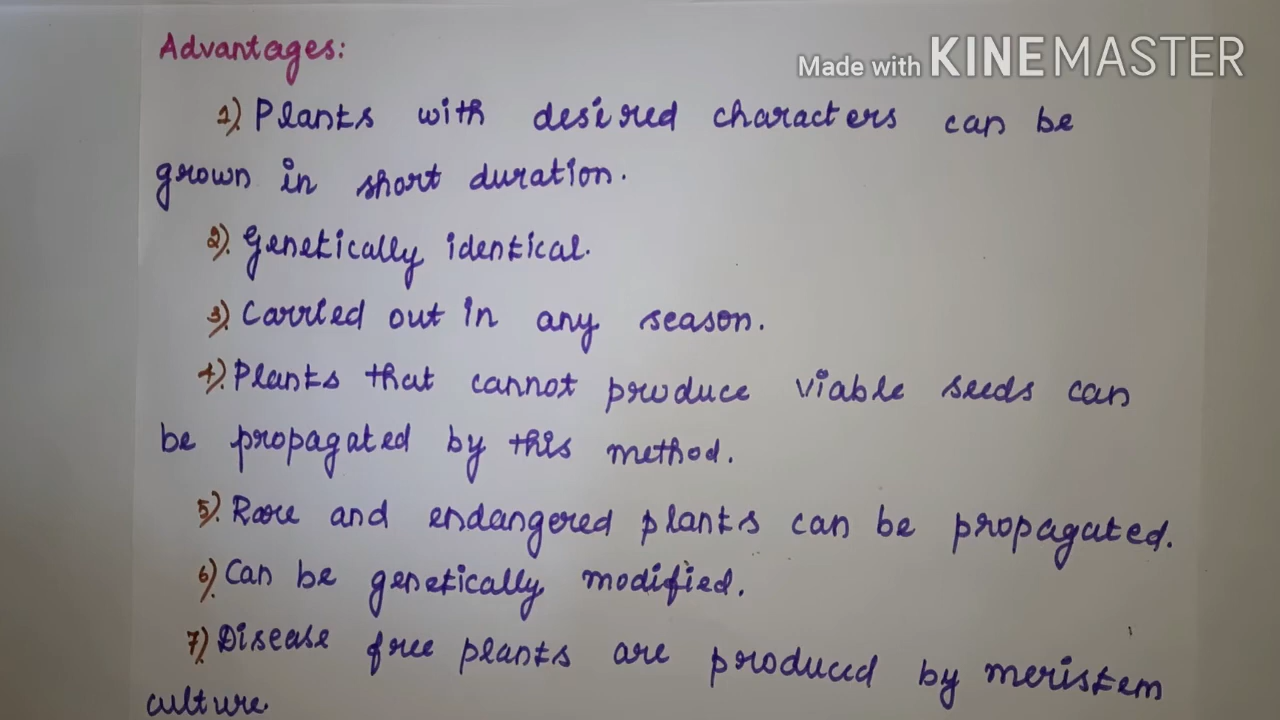 Advantages:
Made with KINEMASTER
1) Plants with desired characters can be
grown in short duration.
2) Genetically identical.
3) Carried out in any season.
4) Plants that cannot produce viable seeds can
be propagated by this method.
5) Rare and endangered plants can be propagated.
6) Can be genetically modified.
7) Disease free plants are produced by meristem
culture